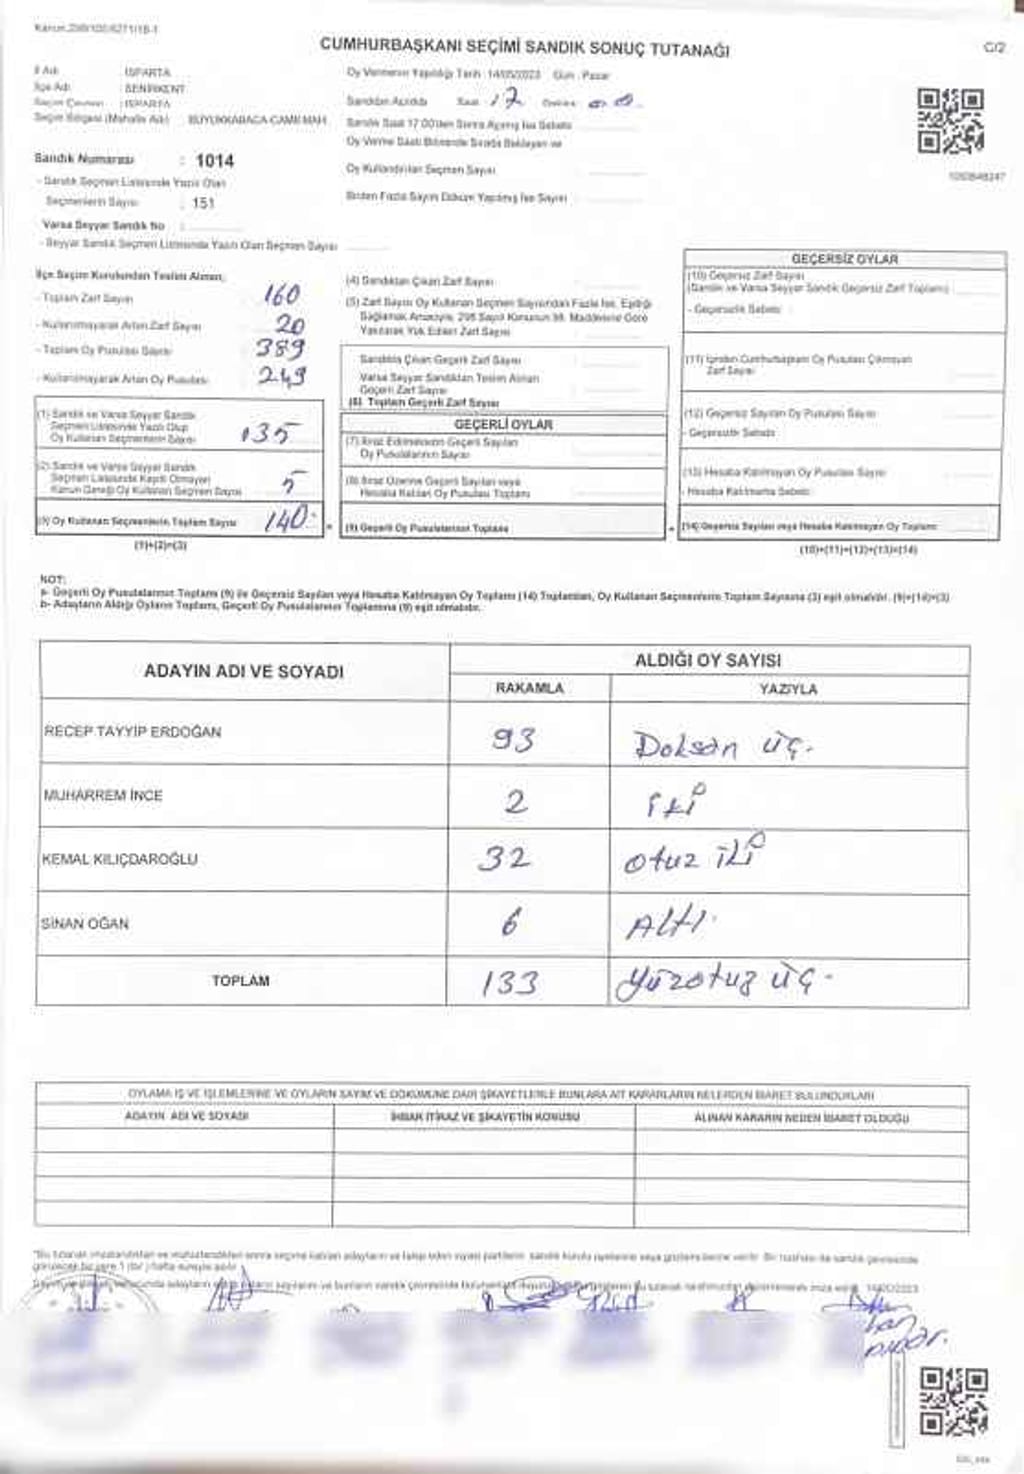 CUMHURBAŞKANI SEÇİMİ SANDIK SONUÇ TUTANAĞI
C/2
İl Adı : ISPARTA
İlçe Adı : SENİRKENT
Seçim Çevresi : ISPARTA
Seçim Bölgesi (Mahalle Adı) : BÜYÜKKABACA-CAMİİ MAH.
Sandık Numarası : 1014
- Sandık Seçmen Listesinde Yazılı Olan
Seçmenlerin Sayısı : 151
Varsa Seyyar Sandık No :
- Seyyar Sandık Seçmen Listesinde Yazılı Olan Seçmen Sayısı
Oy Vermenin Yapıldığı Tarih : 14/05/2023 Gün : Pazar
Sandığın Açıldığı Saat : 17 Dakika : 00
Sandık Saat 17.00'den Sonra Açılmış İse Sebebi
Oy Verme Saati Bitiminde Sırada Bekleyen ve
Oy Kullandırılan Seçmen Sayısı
Birden Fazla Sayım Döküm Yapılmış İse Sayısı
İlçe Seçim Kurulundan Teslim Alınan;
- Toplam Zarf Sayısı 160
- Kullanılmayarak Artan Zarf Sayısı 20
- Toplam Oy Pusulası Sayısı 389
- Kullanılmayarak Artan Oy Pusulası 249
(1) Sandık ve Varsa Seyyar Sandık
Seçmen Listesinde Yazılı Olup
Oy Kullanan Seçmenlerin Sayısı 135
(2) Sandık ve Varsa Seyyar Sandık
Seçmen Listesinde Kayıtlı Olmayan
Kanun Gereği Oy Kullanan Seçmen Sayısı 5
(3) Oy Kullanan Seçmenlerin Toplam Sayısı 140
(1)+(2)=(3)
(4) Sandıktan Çıkan Zarf Sayısı
(5) Zarf Sayısı Oy Kullanan Seçmen Sayısından Fazla İse, Eşitliği
Sağlamak Amacıyla, 298 Sayılı Kanunun 98. Maddesine Göre
Yakılarak Yok Edilen Zarf Sayısı
Sandıkta Çıkan Geçerli Zarf Sayısı
Varsa Seyyar Sandıktan Teslim Alınan
Geçerli Zarf Sayısı
(6) Toplam Geçerli Zarf Sayısı
GEÇERLİ OYLAR
(7) İtiraz Edilmeksizin Geçerli Sayılan
Oy Pusulalarının Sayısı
(8) İtiraz Üzerine Geçerli Sayılan veya
Hesaba Katılan Oy Pusulası Toplamı
(9) Geçerli Oy Pusulalarının Toplamı
GEÇERSİZ OYLAR
(10) Geçersiz Zarf Sayısı
(Sandık ve Varsa Seyyar Sandık Geçersiz Zarf Toplamı)
- Geçersizlik Sebebi :
(11) İçinden Cumhurbaşkanı Oy Pusulası Çıkmayan
Zarf Sayısı
(12) Geçersiz Sayılan Oy Pusulası Sayısı
- Geçersizlik Sebebi
(13) Hesaba Katılmayan Oy Pusulası Sayısı
- Hesaba Katılmama Sebebi
(14) Geçersiz Sayılan veya Hesaba Katılmayan Oy Toplamı
(10)+(11)+(12)+(13)=(14)
NOT:
a- Geçerli Oy Pusulalarının Toplamı (9) ile Geçersiz Sayılan veya Hesaba Katılmayan Oy Toplamı (14) Toplamları, Oy Kullanan Seçmenlerin Toplam Sayısına (3) eşit olmalıdır. (9)+(14)=(3)
b- Adayların Aldığı Oyların Toplamı, Geçerli Oy Pusulalarının Toplamına (9) eşit olmalıdır.
ADAYIN ADI VE SOYADI
ALDIĞI OY SAYISI
RAKAMLA YAZIYLA
RECEP TAYYİP ERDOĞAN 93 Doksan üç.
MUHARREM İNCE 2 iki
KEMAL KILIÇDAROĞLU 32 otuz iki
SİNAN OĞAN 6 Altı.
TOPLAM 133 Yüzotuz üç.
OYLAMA İŞ VE İŞLEMLERİNE VE OYLARIN SAYIM VE DÖKÜMÜNE DAİR ŞİKAYETLERLE BUNLARA AİT KARARLARIN NELERDEN İBARET BULUNDUKLARI
ADAYIN ADI VE SOYADI
İHBAR İTİRAZ VE ŞİKAYETİN KONUSU
ALINAN KARARIN NEDEN İBARET OLDUĞU